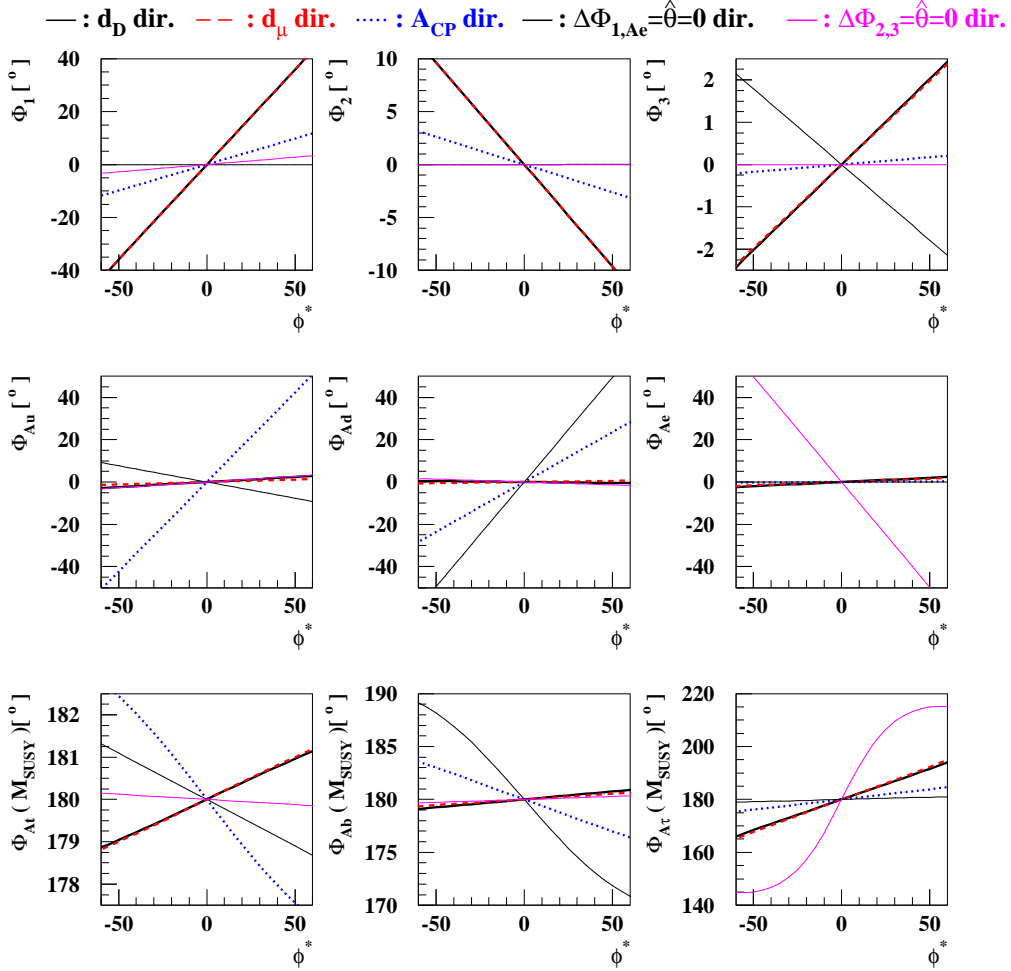 — : d_D dir. – – : d_μ dir. ····· : A_CP dir. — : ΔΦ_1,Ae=θ̂=0 dir. — : ΔΦ_2,3=θ̂=0 dir.
Φ_1 [ ° ]
40
20
0
-20
-40
-50 0 50
ϕ*
Φ_2 [ ° ]
10
5
0
-5
-10
-50 0 50
ϕ*
Φ_3 [ ° ]
2
1
0
-1
-2
-50 0 50
ϕ*
Φ_Au [ ° ]
40
20
0
-20
-40
-50 0 50
ϕ*
Φ_Ad [ ° ]
40
20
0
-20
-40
-50 0 50
ϕ*
Φ_Ae [ ° ]
40
20
0
-20
-40
-50 0 50
ϕ*
Φ_At ( M_SUSY )[ ° ]
182
181
180
179
178
-50 0 50
ϕ*
Φ_Ab ( M_SUSY )[ ° ]
190
185
180
175
170
-50 0 50
ϕ*
Φ_Aτ ( M_SUSY )[ ° ]
220
200
180
160
140
-50 0 50
ϕ*